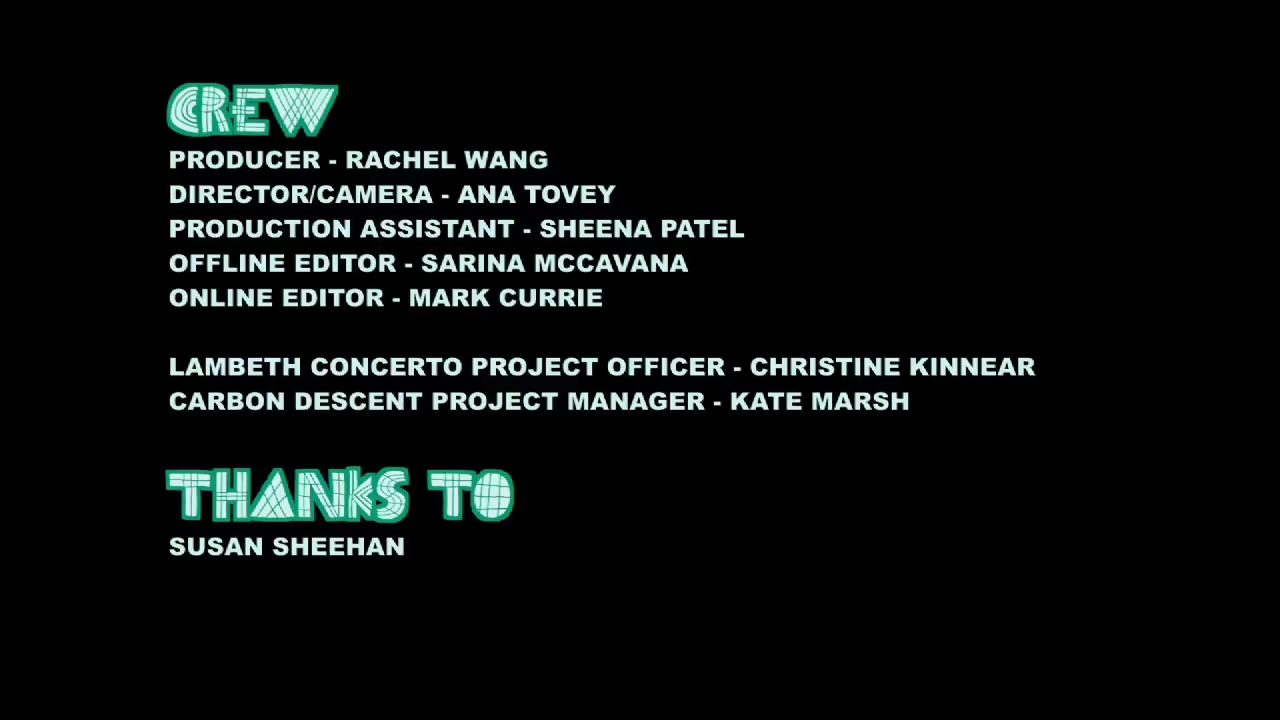 CREW
PRODUCER - RACHEL WANG
DIRECTOR/CAMERA - ANA TOVEY
PRODUCTION ASSISTANT - SHEENA PATEL
OFFLINE EDITOR - SARINA MCCAVANA
ONLINE EDITOR - MARK CURRIE
LAMBETH CONCERTO PROJECT OFFICER - CHRISTINE KINNEAR
CARBON DESCENT PROJECT MANAGER - KATE MARSH
THANKS TO
SUSAN SHEEHAN